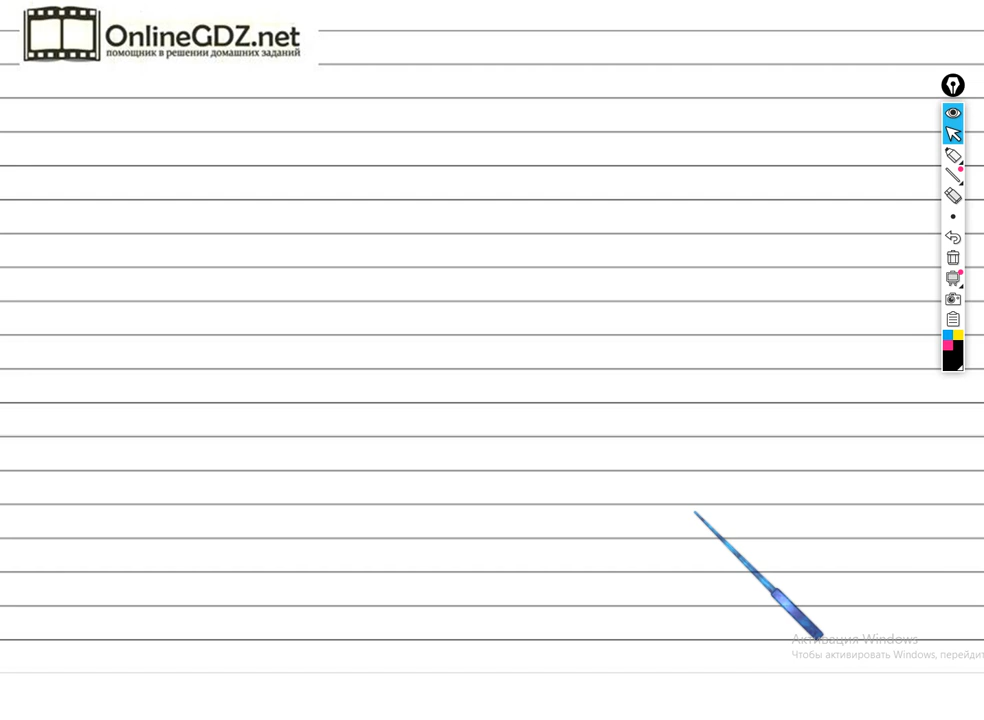 OnlineGDZ.net
помощник в решении домашних заданий
Активация Windows
Чтобы активировать Windows, перейдит